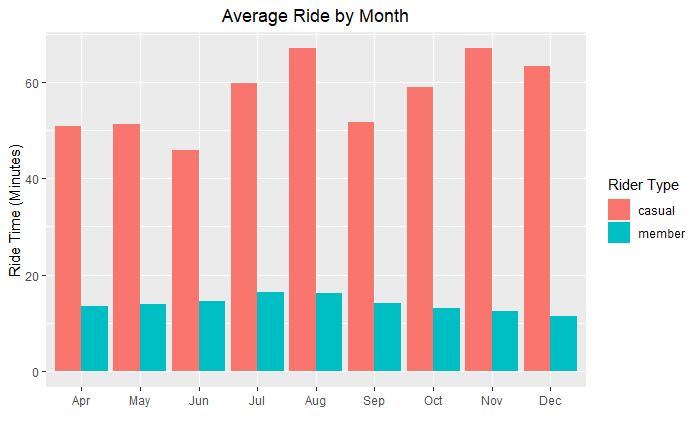 Average Ride by Month
Ride Time (Minutes)
60
40
20
0
Apr May Jun Jul Aug Sep Oct Nov Dec
Rider Type
casual
member